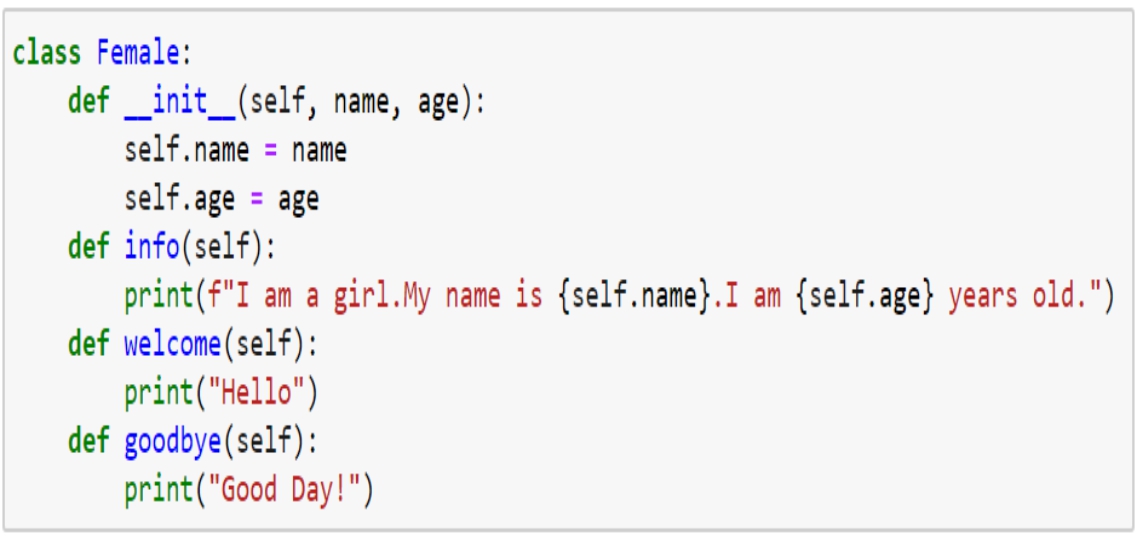 class Female:
    def __init__(self, name, age):
        self.name = name
        self.age = age
    def info(self):
        print(f"I am a girl.My name is {self.name}.I am {self.age} years old.")
    def welcome(self):
        print("Hello")
    def goodbye(self):
        print("Good Day!")